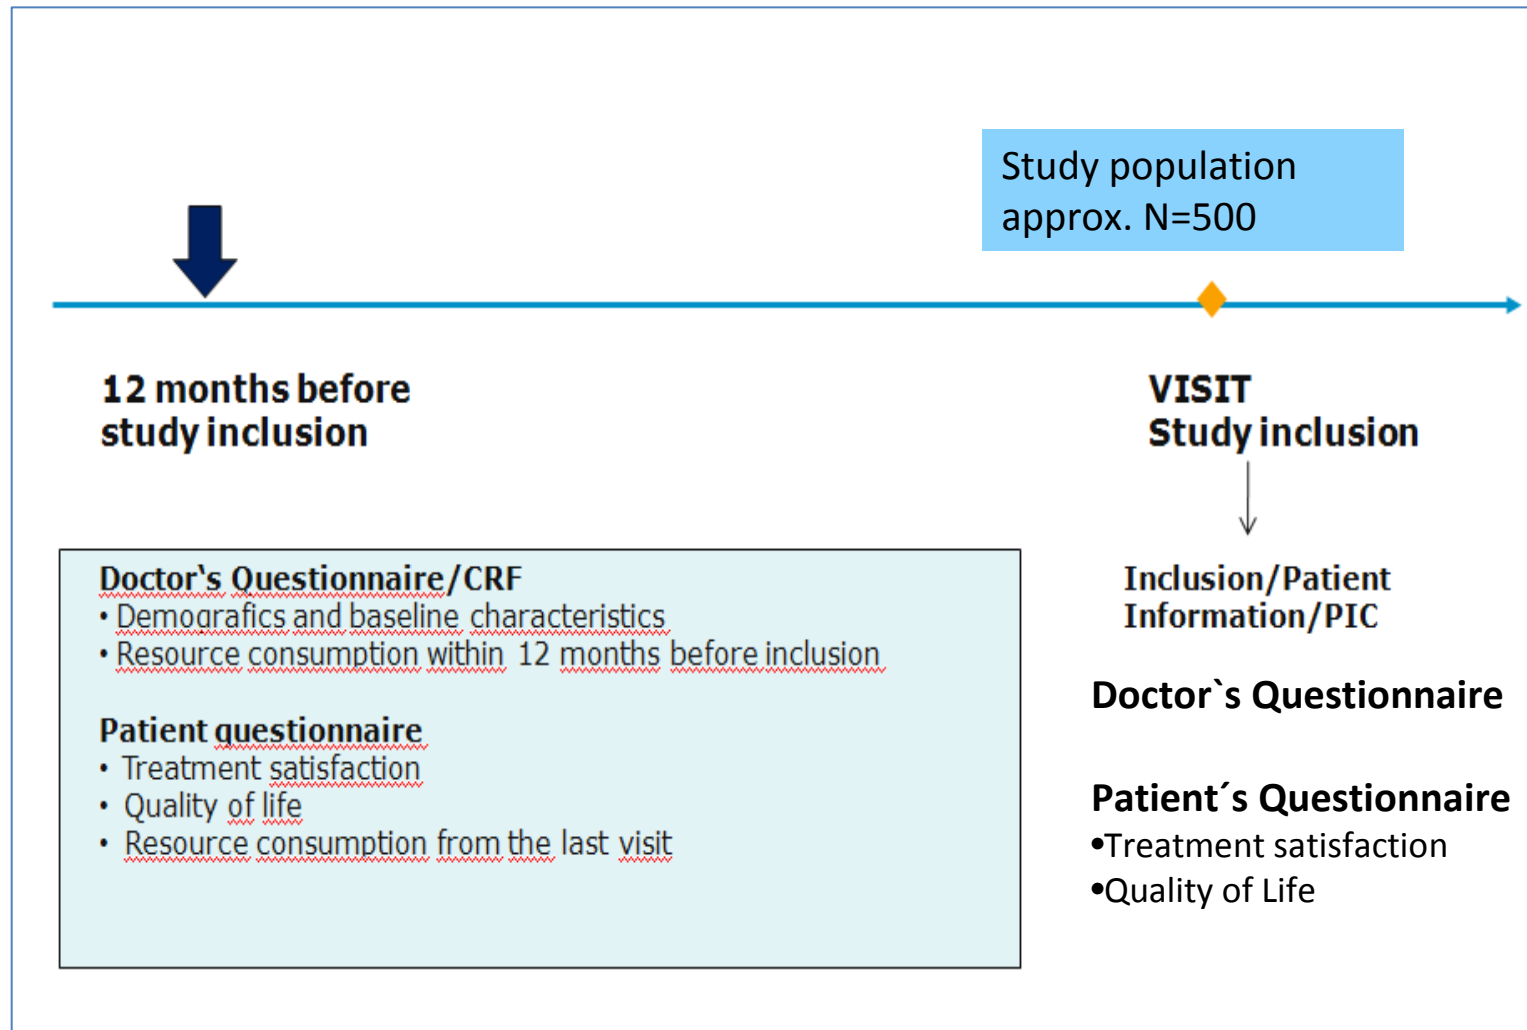 Study population
approx. N=500
12 months before
study inclusion
VISIT
Study inclusion
Doctor‘s Questionnaire/CRF
• Demografics and baseline characteristics
• Resource consumption within 12 months before inclusion
Patient questionnaire
• Treatment satisfaction
• Quality of life
• Resource consumption from the last visit
Inclusion/Patient
Information/PIC
Doctor`s Questionnaire
Patient´s Questionnaire
•Treatment satisfaction
•Quality of Life